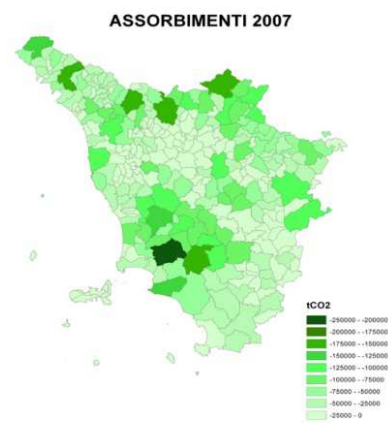 ASSORBIMENTI 2007
tCO2
-250000 - -200000
-200000 - -175000
-175000 - -150000
-150000 - -125000
-125000 - -100000
-100000 - -75000
-75000 - -50000
-50000 - -25000
-25000 - 0